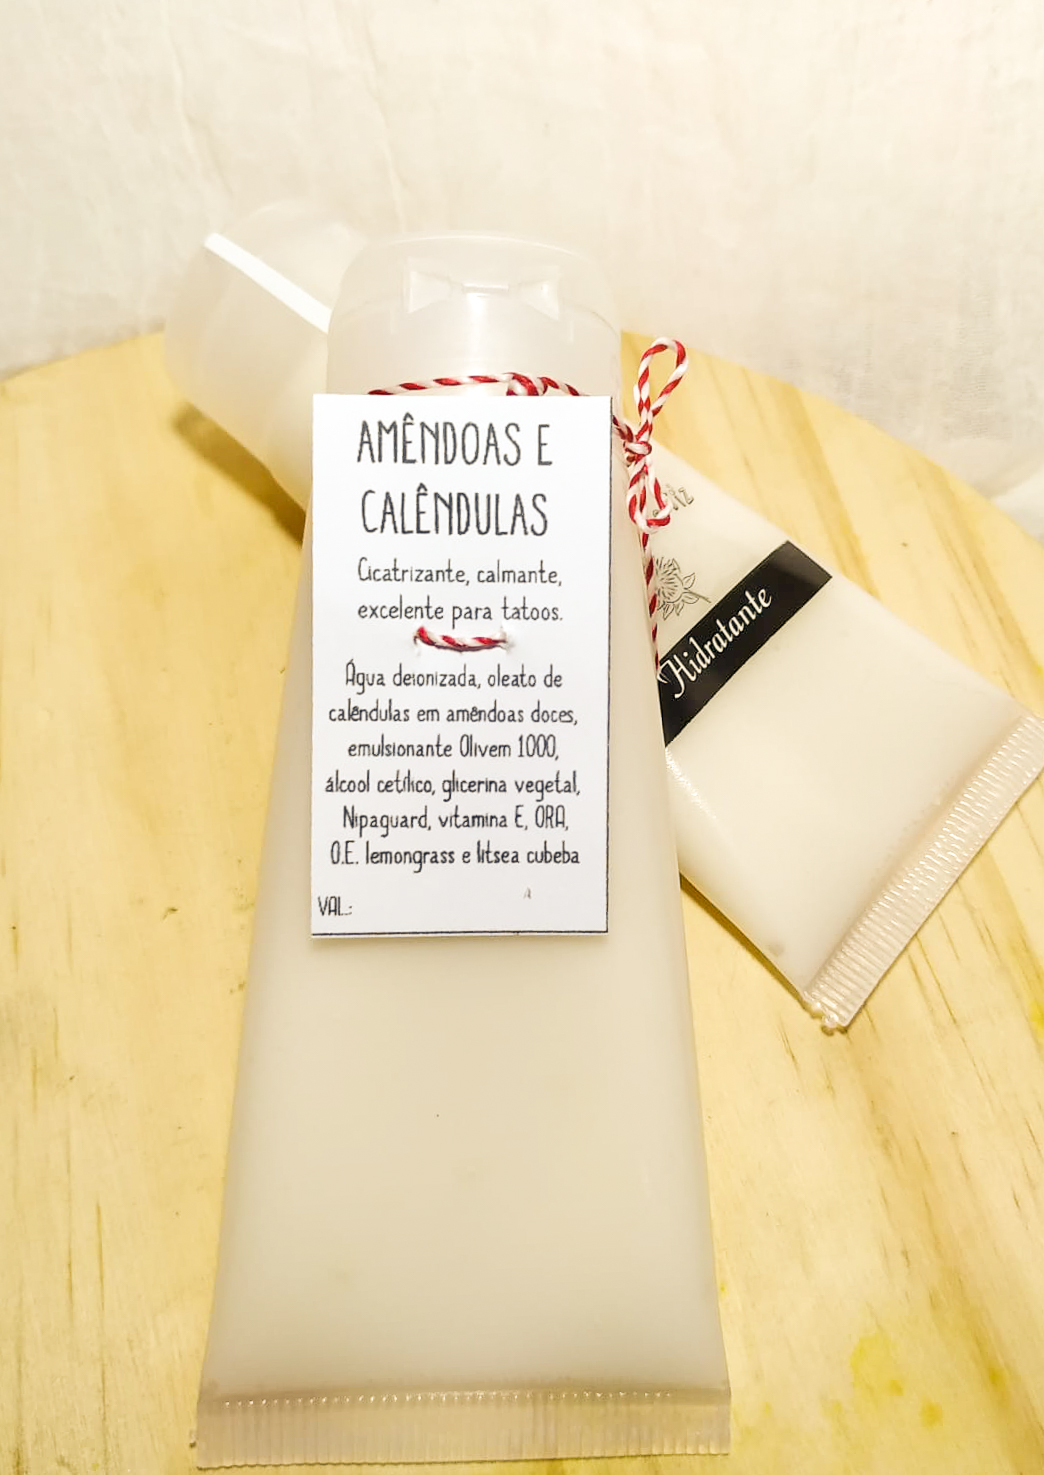 AMÊNDOAS E
CALÊNDULAS
Cicatrizante, calmante,
excelente para tatoos.
Água deionizada, oleato de
calêndulas em amêndoas doces,
emulsionante Olivem 1000,
álcool cetílico, glicerina vegetal,
Nipaguard, vitamina E, ORA,
O.E. lemongrass e litsea cubeba
VAL.:
Hidratante